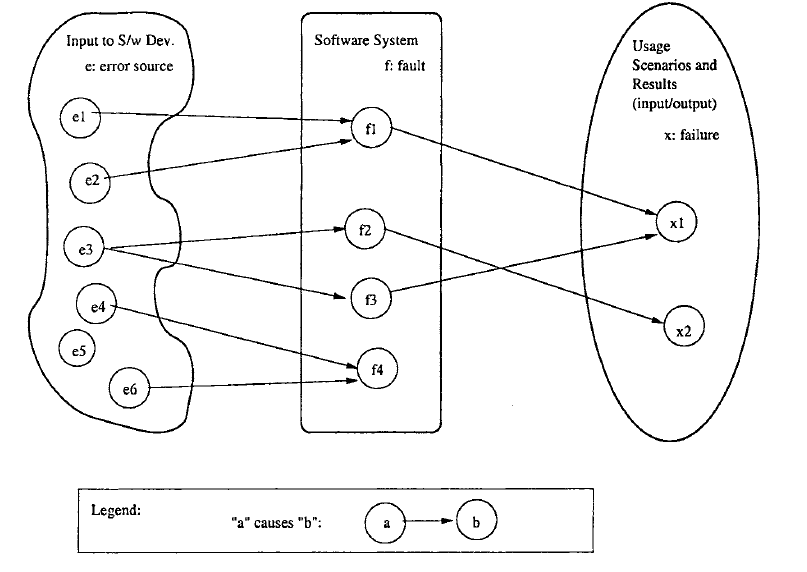 Input to S/w Dev.
e: error source
e1
e2
e3
e4
e5
e6
Software System
f: fault
f1
f2
f3
f4
Usage
Scenarios and
Results
(input/output)
x: failure
x1
x2
Legend:
"a" causes "b":
a
b